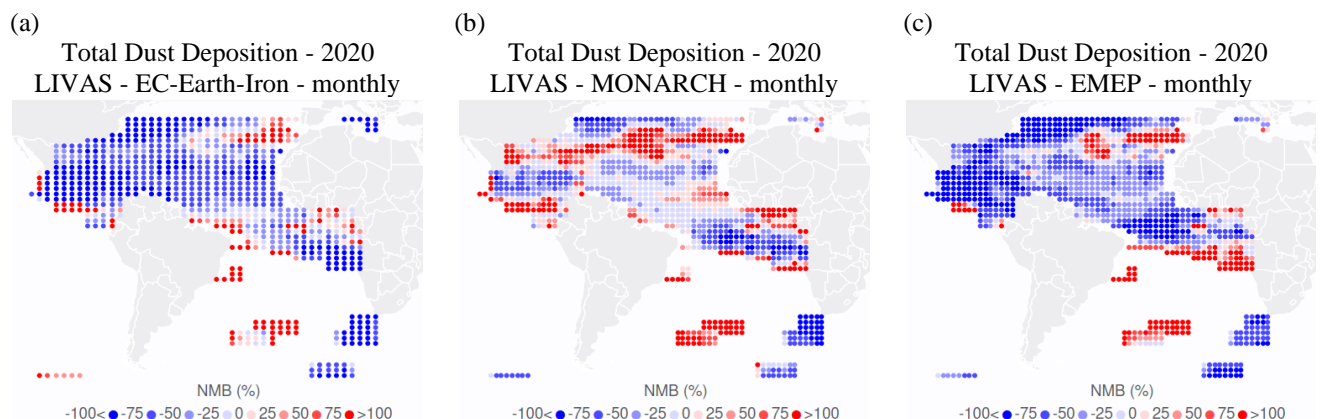 (a)
Total Dust Deposition - 2020
LIVAS - EC-Earth-Iron - monthly
NMB (%)
-100< -75 -50 -25 0 25 50 75 >100
(b)
Total Dust Deposition - 2020
LIVAS - MONARCH - monthly
NMB (%)
-100< -75 -50 -25 0 25 50 75 >100
(c)
Total Dust Deposition - 2020
LIVAS - EMEP - monthly
NMB (%)
-100< -75 -50 -25 0 25 50 75 >100